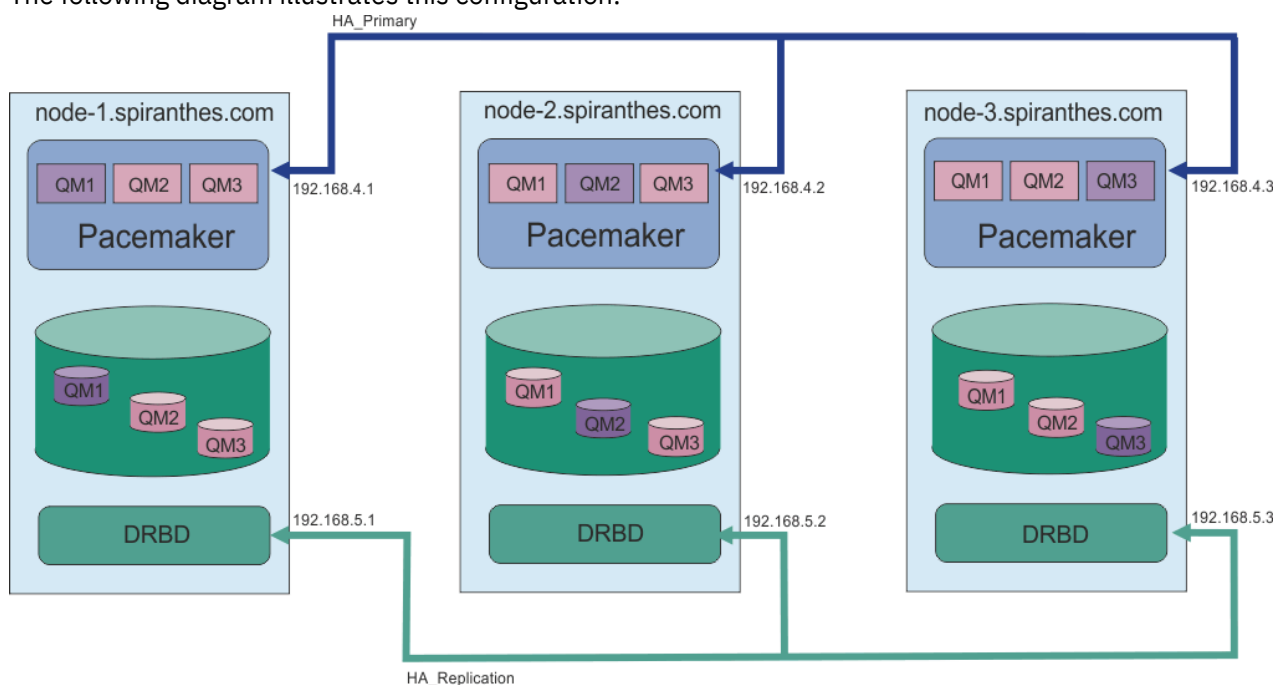 The following diagram illustrates this configuration:
HA_Primary
node-1.spiranthes.com
QM1 QM2 QM3
192.168.4.1
Pacemaker
QM1
QM2
QM3
192.168.5.1
DRBD
node-2.spiranthes.com
QM1 QM2 QM3
192.168.4.2
Pacemaker
QM1
QM2
QM3
192.168.5.2
DRBD
node-3.spiranthes.com
QM1 QM2 QM3
192.168.4.3
Pacemaker
QM1
QM2
QM3
192.168.5.3
DRBD
HA_Replication